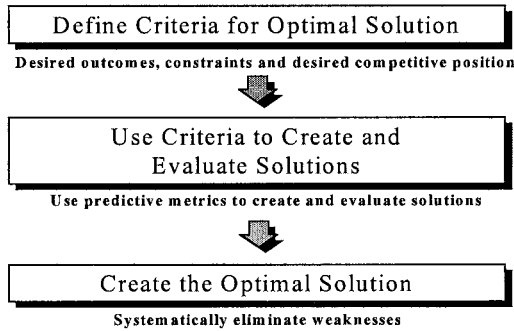 Define Criteria for Optimal Solution
Desired outcomes, constraints and desired competitive position
Use Criteria to Create and
Evaluate Solutions
Use predictive metrics to create and evaluate solutions
Create the Optimal Solution
Systematically eliminate weaknesses